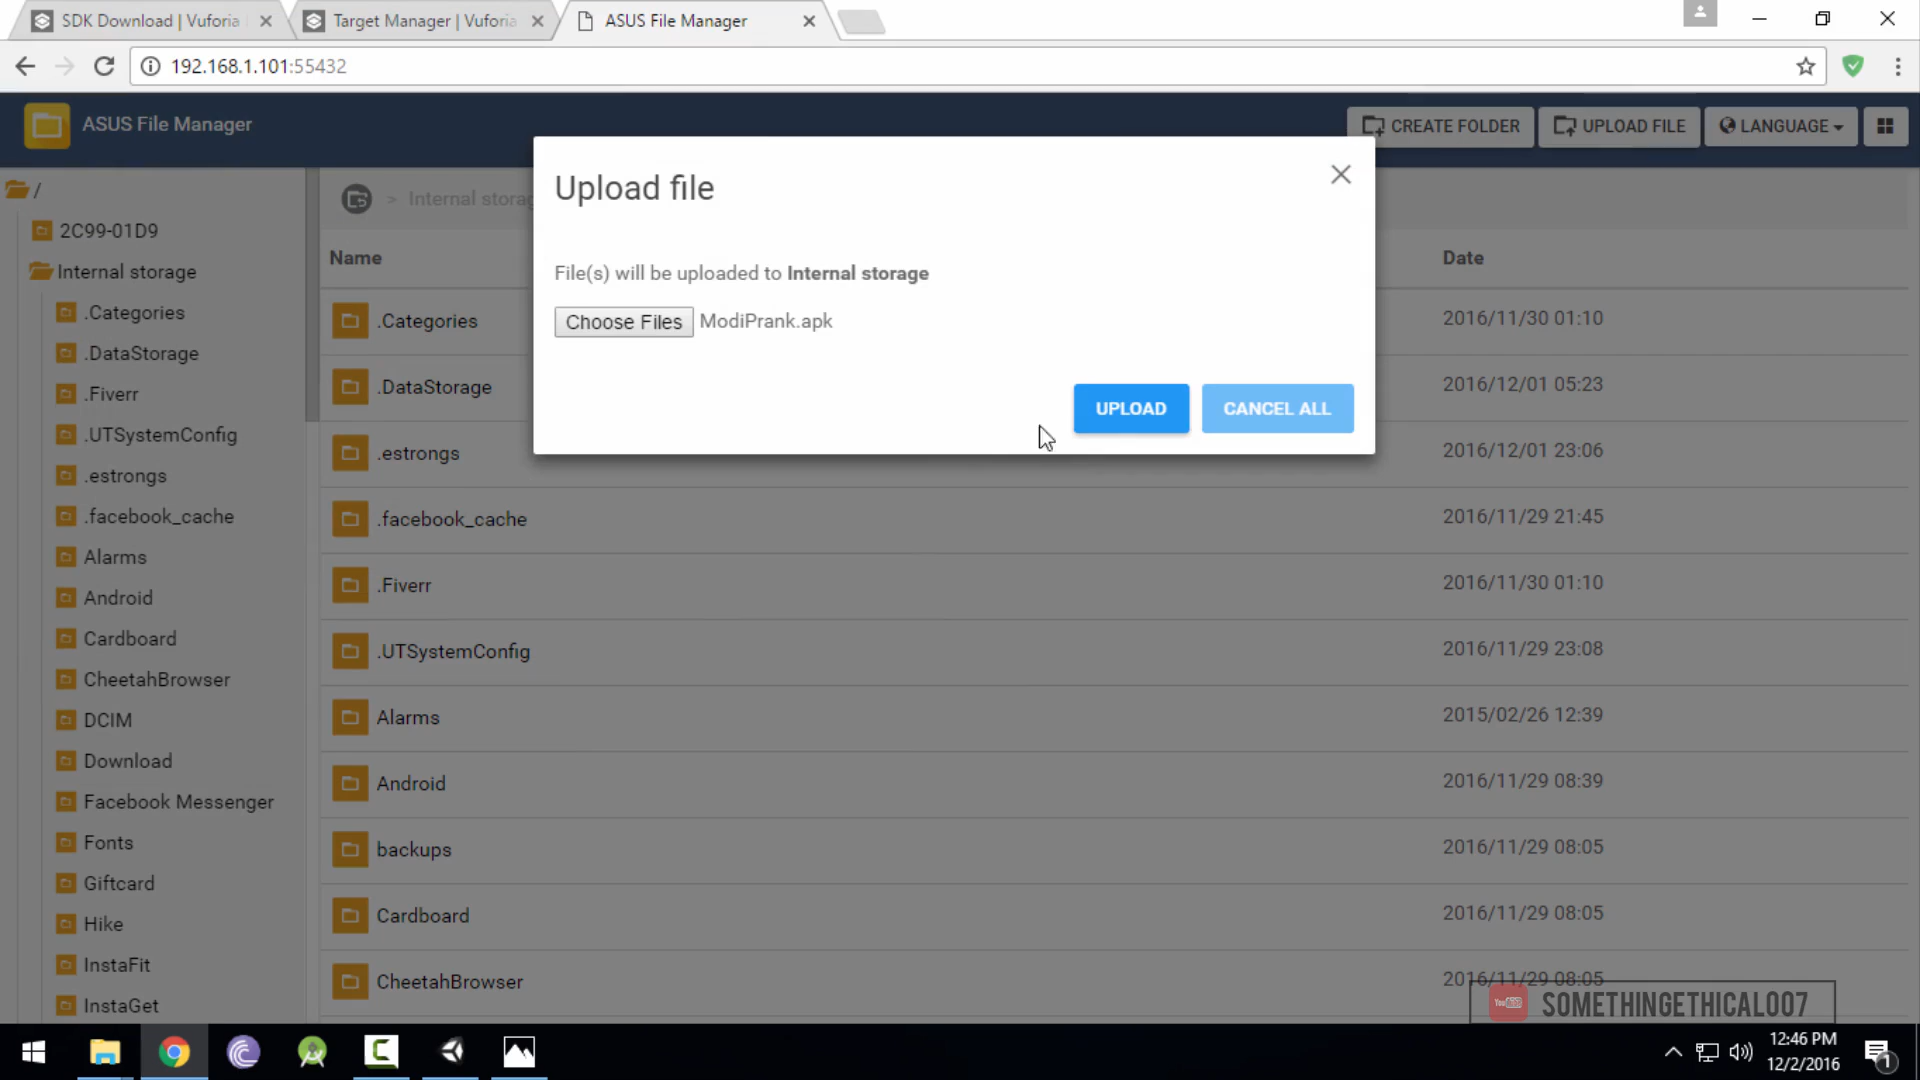 SDK Download | Vuforia
Target Manager | Vuforia
ASUS File Manager
192.168.1.101:55432
ASUS File Manager
CREATE FOLDER
UPLOAD FILE
LANGUAGE
Upload file
File(s) will be uploaded to Internal storage
Choose Files ModiPrank.apk
UPLOAD
CANCEL ALL
/
2C99-01D9
Internal storage
.Categories
.DataStorage
.Fiverr
.UTSystemConfig
.estrongs
.facebook_cache
Alarms
Android
Cardboard
CheetahBrowser
DCIM
Download
Facebook Messenger
Fonts
Giftcard
Hike
InstaFit
InstaGet
> Internal storag
Name Date
.Categories 2016/11/30 01:10
.DataStorage 2016/12/01 05:23
.estrongs 2016/12/01 23:06
.facebook_cache 2016/11/29 21:45
.Fiverr 2016/11/30 01:10
.UTSystemConfig 2016/11/29 23:08
Alarms 2015/02/26 12:39
Android 2016/11/29 08:39
backups 2016/11/29 08:05
Cardboard 2016/11/29 08:05
CheetahBrowser 2016/11/29 08:05
SOMETHINGETHICAL007
12:46 PM
12/2/2016
1